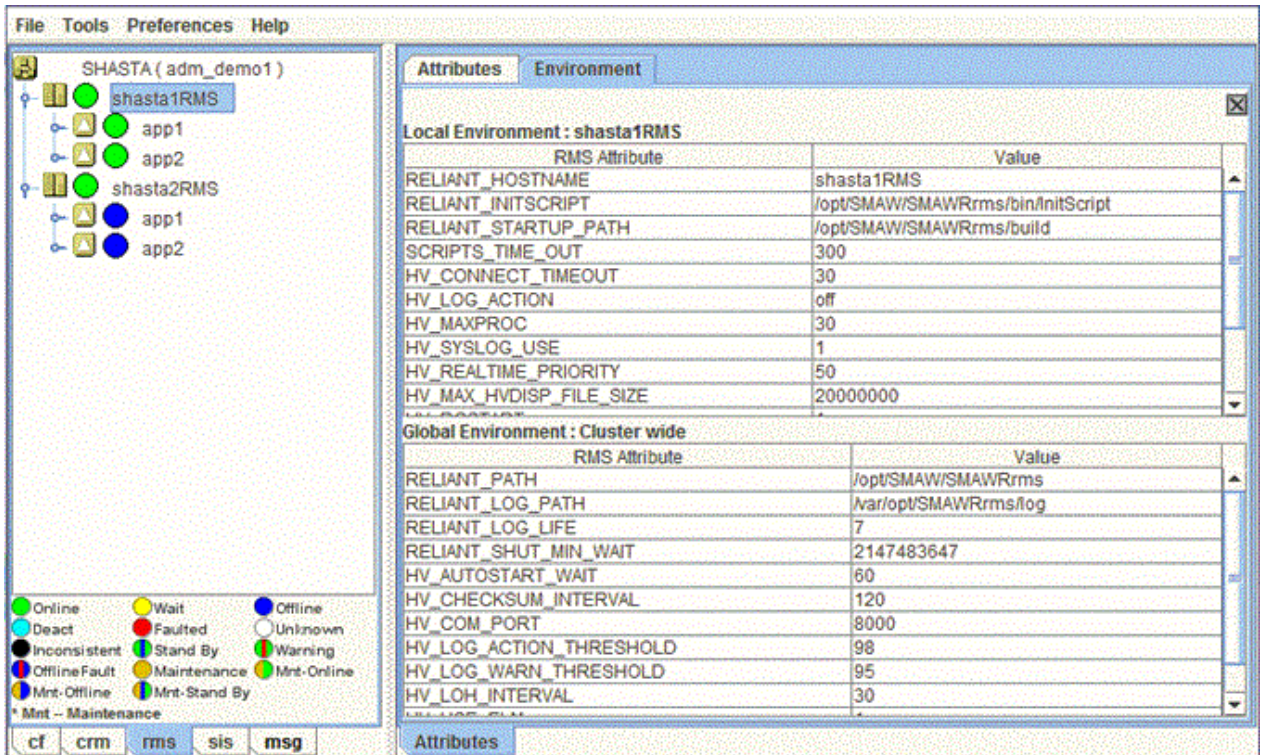 File Tools Preferences Help
SHASTA ( adm_demo1 )
shasta1RMS
app1
app2
shasta2RMS
app1
app2
Online Wait Offline
Deact Faulted Unknown
Inconsistent Stand By Warning
OfflineFault Maintenance Mnt-Online
Mnt-Offline Mnt-Stand By
* Mnt -- Maintenance
cf crm rms sis msg
Attributes Environment
Local Environment : shasta1RMS
RMS Attribute Value
RELIANT_HOSTNAME shasta1RMS
RELIANT_INITSCRIPT /opt/SMAW/SMAWRrms/bin/InitScript
RELIANT_STARTUP_PATH /opt/SMAW/SMAWRrms/build
SCRIPTS_TIME_OUT 300
HV_CONNECT_TIMEOUT 30
HV_LOG_ACTION off
HV_MAXPROC 30
HV_SYSLOG_USE 1
HV_REALTIME_PRIORITY 50
HV_MAX_HVDISP_FILE_SIZE 20000000
Global Environment : Cluster wide
RMS Attribute Value
RELIANT_PATH /opt/SMAW/SMAWRrms
RELIANT_LOG_PATH /var/opt/SMAWRrms/log
RELIANT_LOG_LIFE 7
RELIANT_SHUT_MIN_WAIT 2147483647
HV_AUTOSTART_WAIT 60
HV_CHECKSUM_INTERVAL 120
HV_COM_PORT 8000
HV_LOG_ACTION_THRESHOLD 98
HV_LOG_WARN_THRESHOLD 95
HV_LOH_INTERVAL 30
Attributes